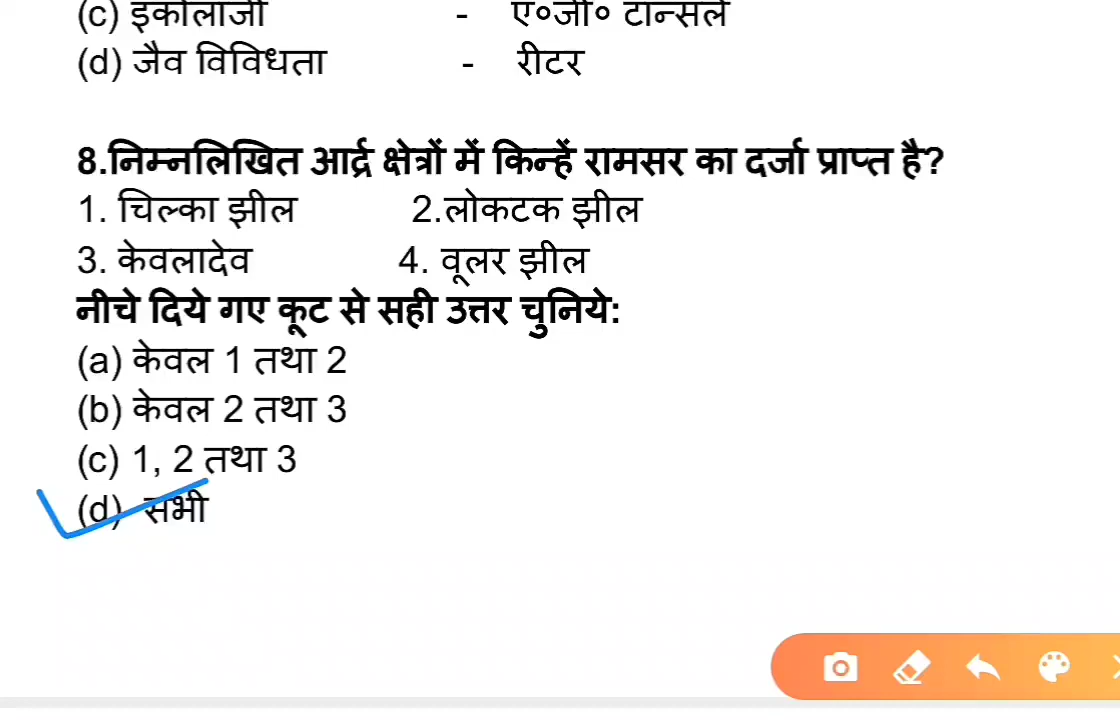 (c) इकोलॉजी - ए०जी० टान्सले
(d) जैव विविधता - रीटर
8.निम्नलिखित आर्द्र क्षेत्रों में किन्हें रामसर का दर्जा प्राप्त है?
1. चिल्का झील 2.लोकटक झील
3. केवलादेव 4. वूलर झील
नीचे दिये गए कूट से सही उत्तर चुनिये:
(a) केवल 1 तथा 2
(b) केवल 2 तथा 3
(c) 1, 2 तथा 3
(d) सभी